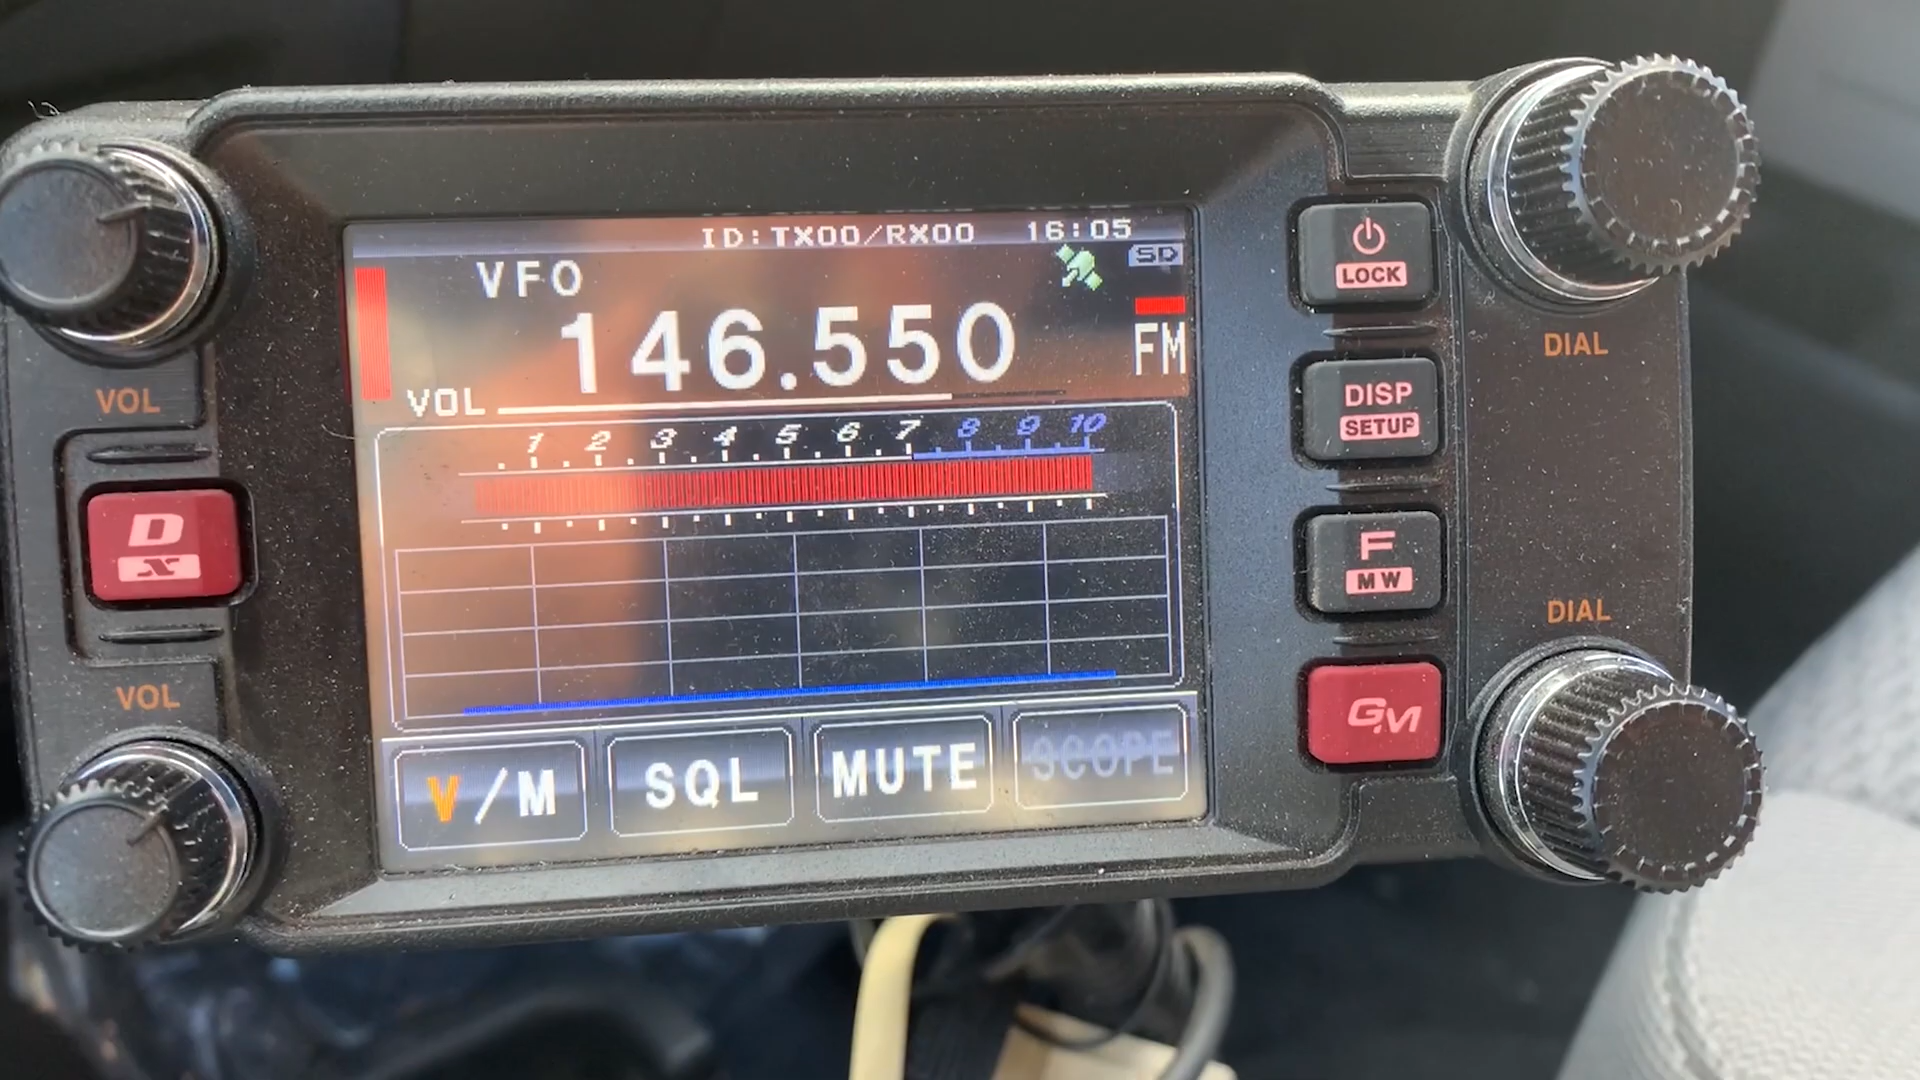 ID:TX00/RX00 16:05
SD
VFO
146.550
FM
VOL
1 2 3 4 5 6 7 8 9 10
V/M SQL MUTE SCOPE
VOL
D
X
VOL
LOCK
DISP
SETUP
F
MW
GM
DIAL
DIAL